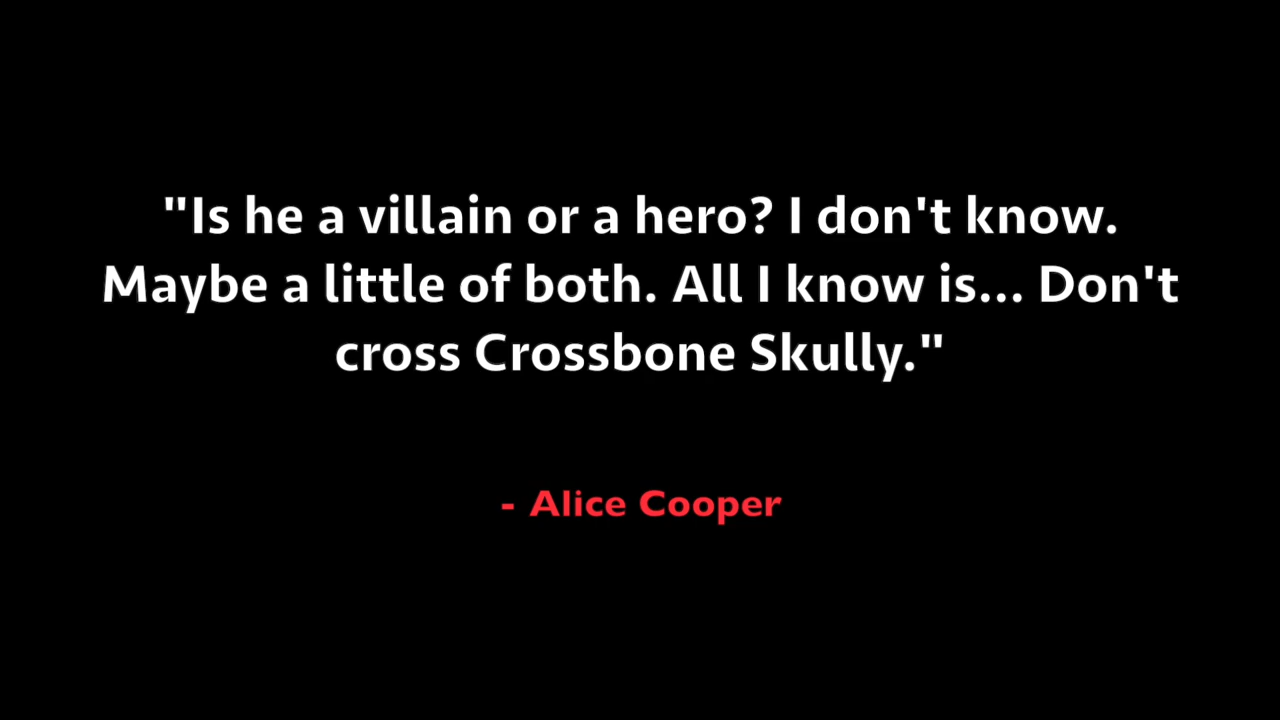 "Is he a villain or a hero? I don't know.
Maybe a little of both. All I know is... Don't
cross Crossbone Skully."
- Alice Cooper